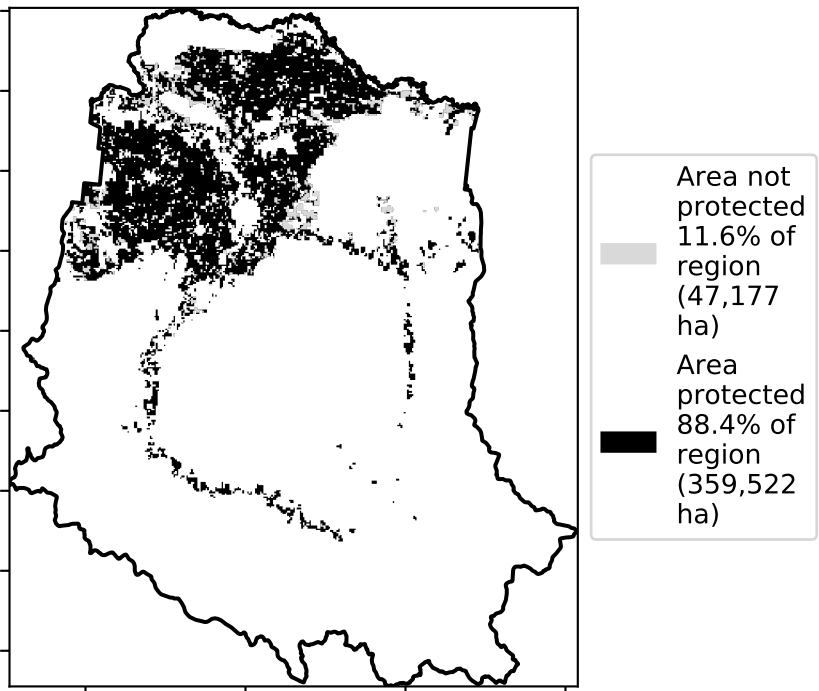 Area not
protected
11.6% of
region
(47,177
ha)
Area
protected
88.4% of
region
(359,522
ha)